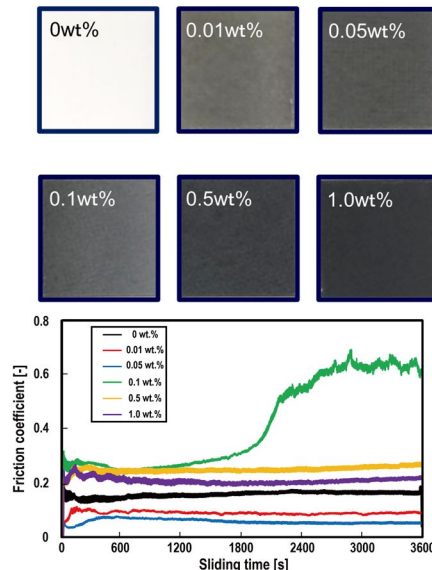 0wt%
0.01wt%
0.05wt%
0.1wt%
0.5wt%
1.0wt%
0.8
0.6
0.4
0.2
0
Friction coefficient [-]
0 wt.%
0.01 wt.%
0.05 wt.%
0.1 wt.%
0.5 wt.%
1.0 wt.%
0 600 1200 1800 2400 3000 3600
Sliding time [s]